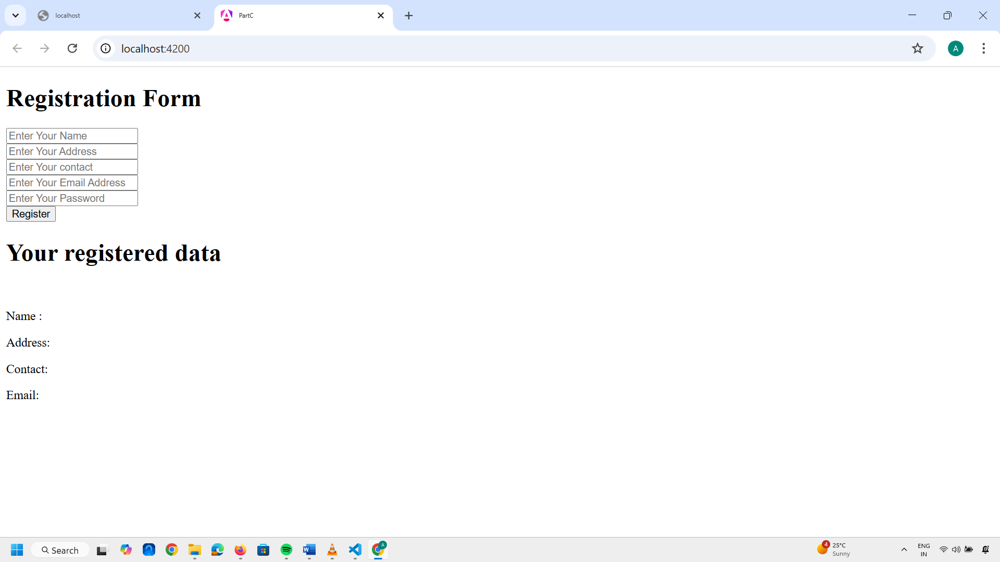 localhost
PartC
localhost:4200
A
Registration Form
Enter Your Name
Enter Your Address
Enter Your contact
Enter Your Email Address
Enter Your Password
Register
Your registered data
Name :
Address:
Contact:
Email:
Search
A
4
25°C
Sunny
ENG
IN